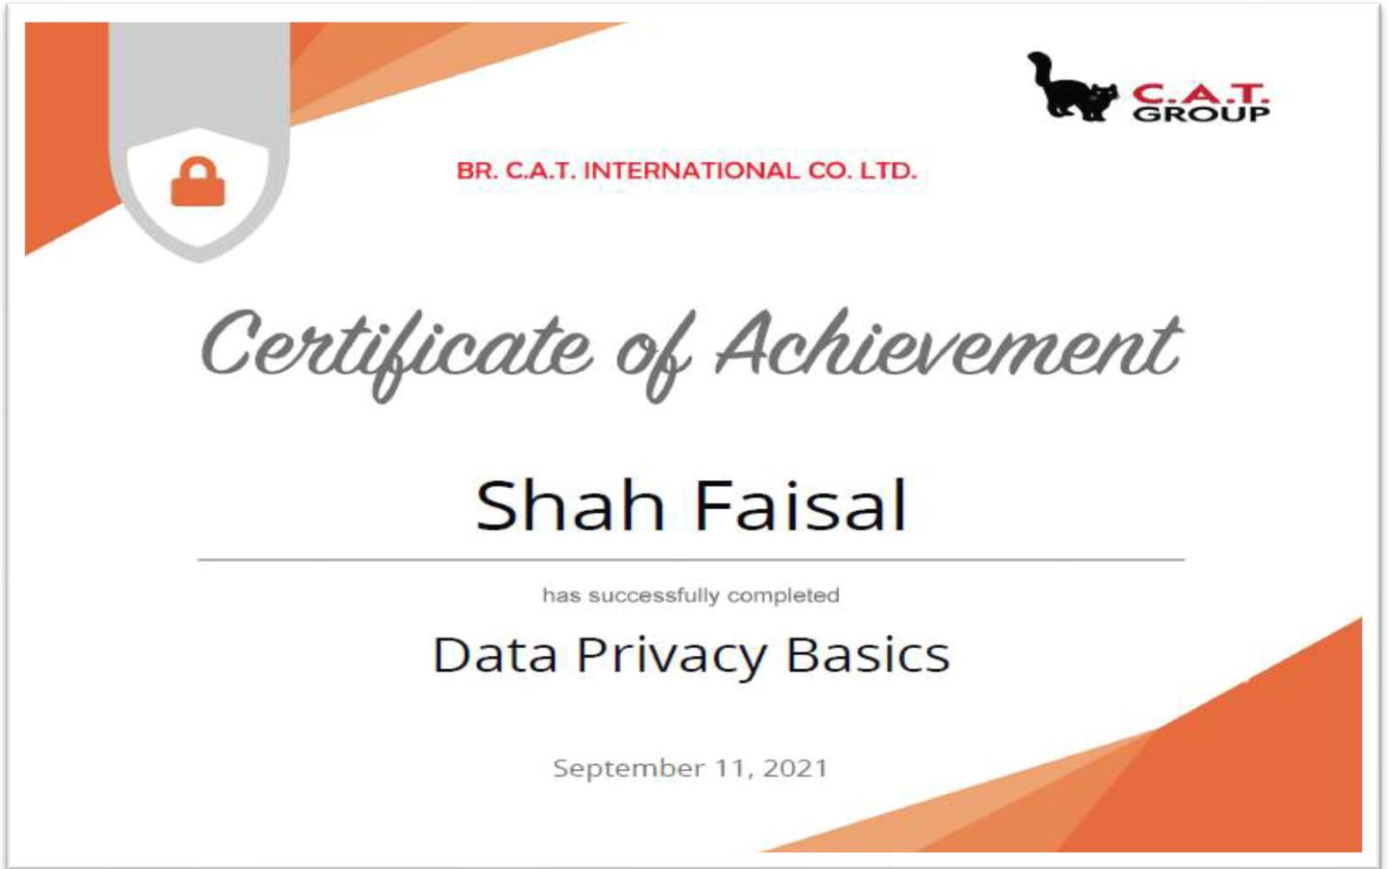 C.A.T.
GROUP
BR. C.A.T. INTERNATIONAL CO. LTD.
Certificate of Achievement
Shah Faisal
has successfully completed
Data Privacy Basics
September 11, 2021